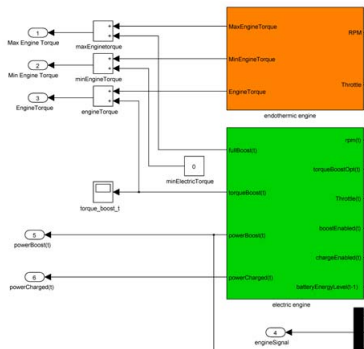 1
Max Engine Torque
maxEnginetorque
MaxEngineTorque
RPM
2
Min Engine Torque
minEngineTorque
MinEngineTorque
3
EngineTorque
engineTorque
EngineTorque
Throttle
endothermic engine
fullBoost(t)
rpm(t)
0
minElectricTorque
torqueBoostOpt(t)
torque_boost_t
torqueBoost(t)
Throttle(t)
5
powerBoost(t)
powerBoost(t)
boostEnabled(t)
chargeEnabled(t)
6
powerCharged(t)
powerCharged(t)
batteryEnergyLevel(t-1)
electric engine
4
engineSignal